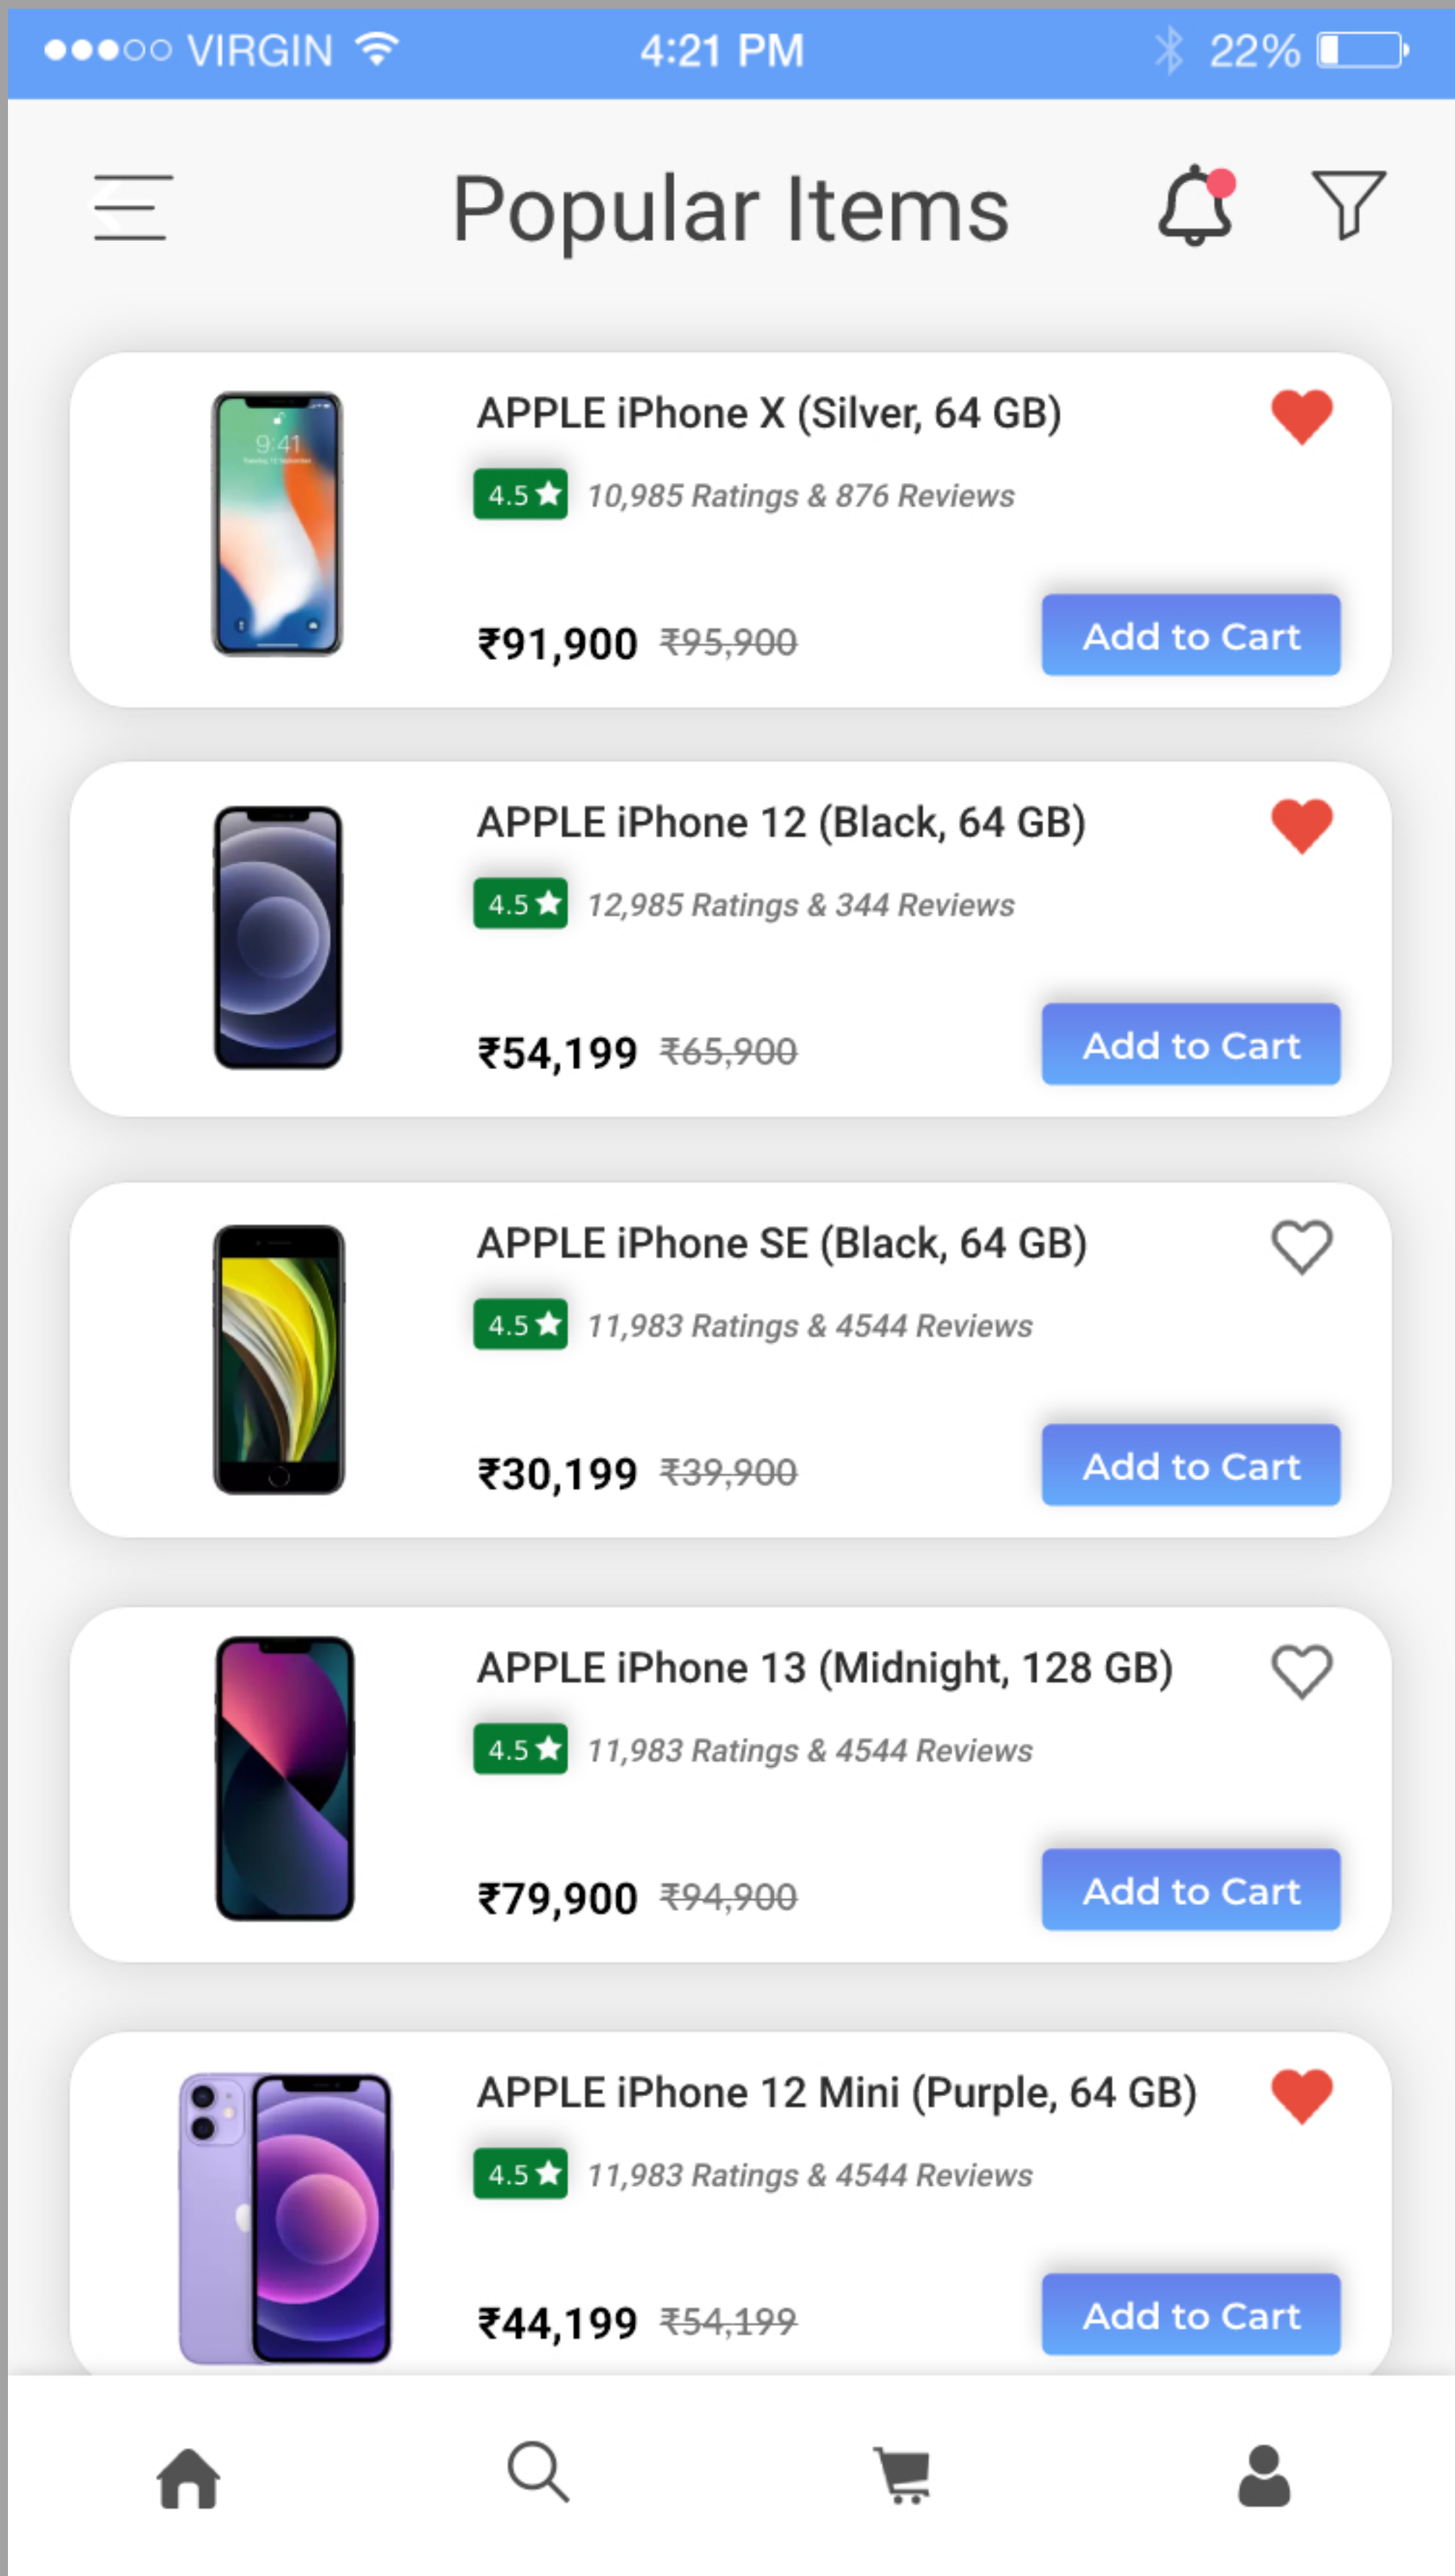 VIRGIN 4:21 PM 22%
Popular Items
APPLE iPhone X (Silver, 64 GB)
9:41
4.5 10,985 Ratings & 876 Reviews
₹91,900 ₹95,900 Add to Cart
APPLE iPhone 12 (Black, 64 GB)
4.5 12,985 Ratings & 344 Reviews
₹54,199 ₹65,900 Add to Cart
APPLE iPhone SE (Black, 64 GB)
4.5 11,983 Ratings & 4544 Reviews
₹30,199 ₹39,900 Add to Cart
APPLE iPhone 13 (Midnight, 128 GB)
4.5 11,983 Ratings & 4544 Reviews
₹79,900 ₹94,900 Add to Cart
APPLE iPhone 12 Mini (Purple, 64 GB)
4.5 11,983 Ratings & 4544 Reviews
₹44,199 ₹54,199 Add to Cart